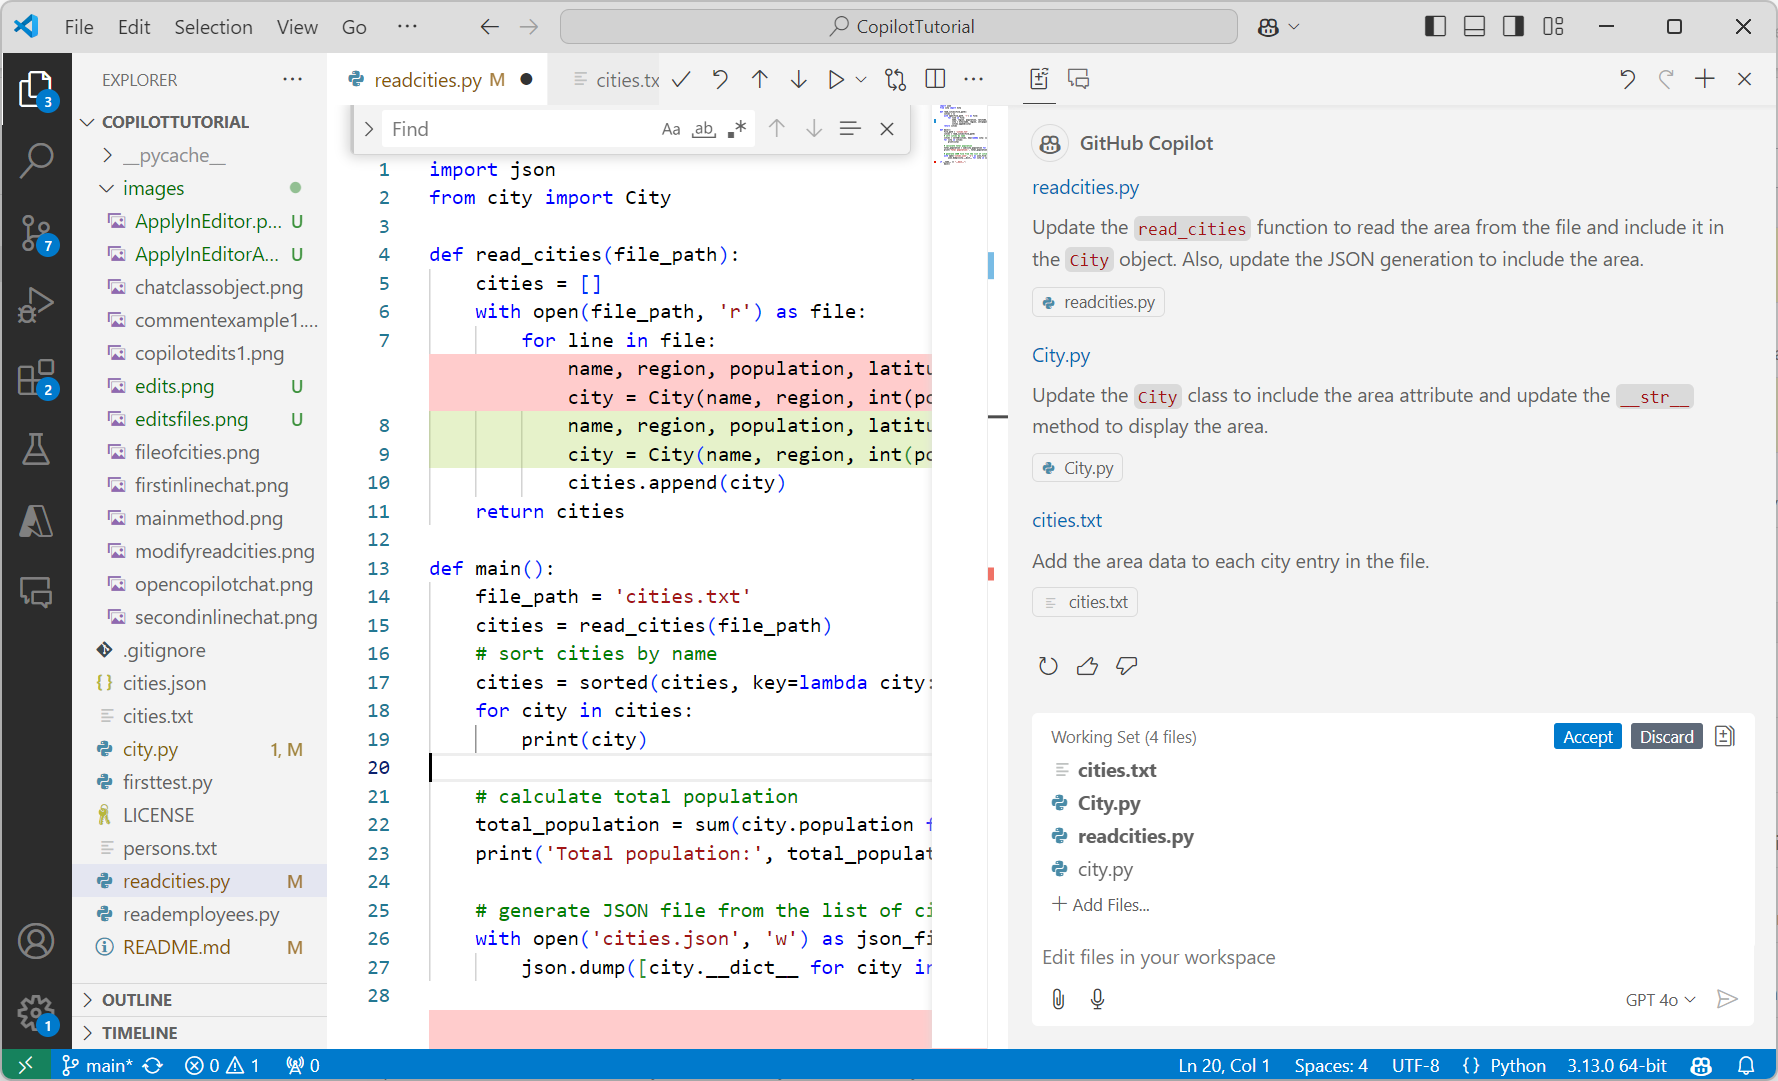 File Edit Selection View Go ··· CopilotTutorial
EXPLORER ···
3
7
2
1
COPILOTTUTORIAL
__pycache__
images
ApplyInEditor.p... U
ApplyInEditorA... U
chatclassobject.png
commentexample1....
copilotedits1.png
edits.png U
editsfiles.png U
fileofcities.png
firstinlinechat.png
mainmethod.png
modifyreadcities.png
opencopilotchat.png
secondinlinechat.png
.gitignore
{} cities.json
cities.txt
city.py 1, M
firsttest.py
LICENSE
persons.txt
readcities.py M
reademployees.py
README.md M
OUTLINE
TIMELINE
readcities.py M cities.tx
Find Aa ab .*
1 import json
2 from city import City
3
4 def read_cities(file_path):
5 cities = []
6 with open(file_path, 'r') as file:
7 for line in file:
name, region, population, latitu
city = City(name, region, int(po
8 name, region, population, latitu
9 city = City(name, region, int(po
10 cities.append(city)
11 return cities
12
13 def main():
14 file_path = 'cities.txt'
15 cities = read_cities(file_path)
16 # sort cities by name
17 cities = sorted(cities, key=lambda city:
18 for city in cities:
19 print(city)
20
21 # calculate total population
22 total_population = sum(city.population f
23 print('Total population:', total_populat
24
25 # generate JSON file from the list of ci
26 with open('cities.json', 'w') as json_fi
27 json.dump([city.__dict__ for city in
28
GitHub Copilot
readcities.py
Update the read_cities function to read the area from the file and include it in
the City object. Also, update the JSON generation to include the area.
readcities.py
City.py
Update the City class to include the area attribute and update the __str__
method to display the area.
City.py
cities.txt
Add the area data to each city entry in the file.
cities.txt
Working Set (4 files) Accept Discard
cities.txt
City.py
readcities.py
city.py
+ Add Files...
Edit files in your workspace
GPT 4o
main* 0 1 0 Ln 20, Col 1 Spaces: 4 UTF-8 {} Python 3.13.0 64-bit